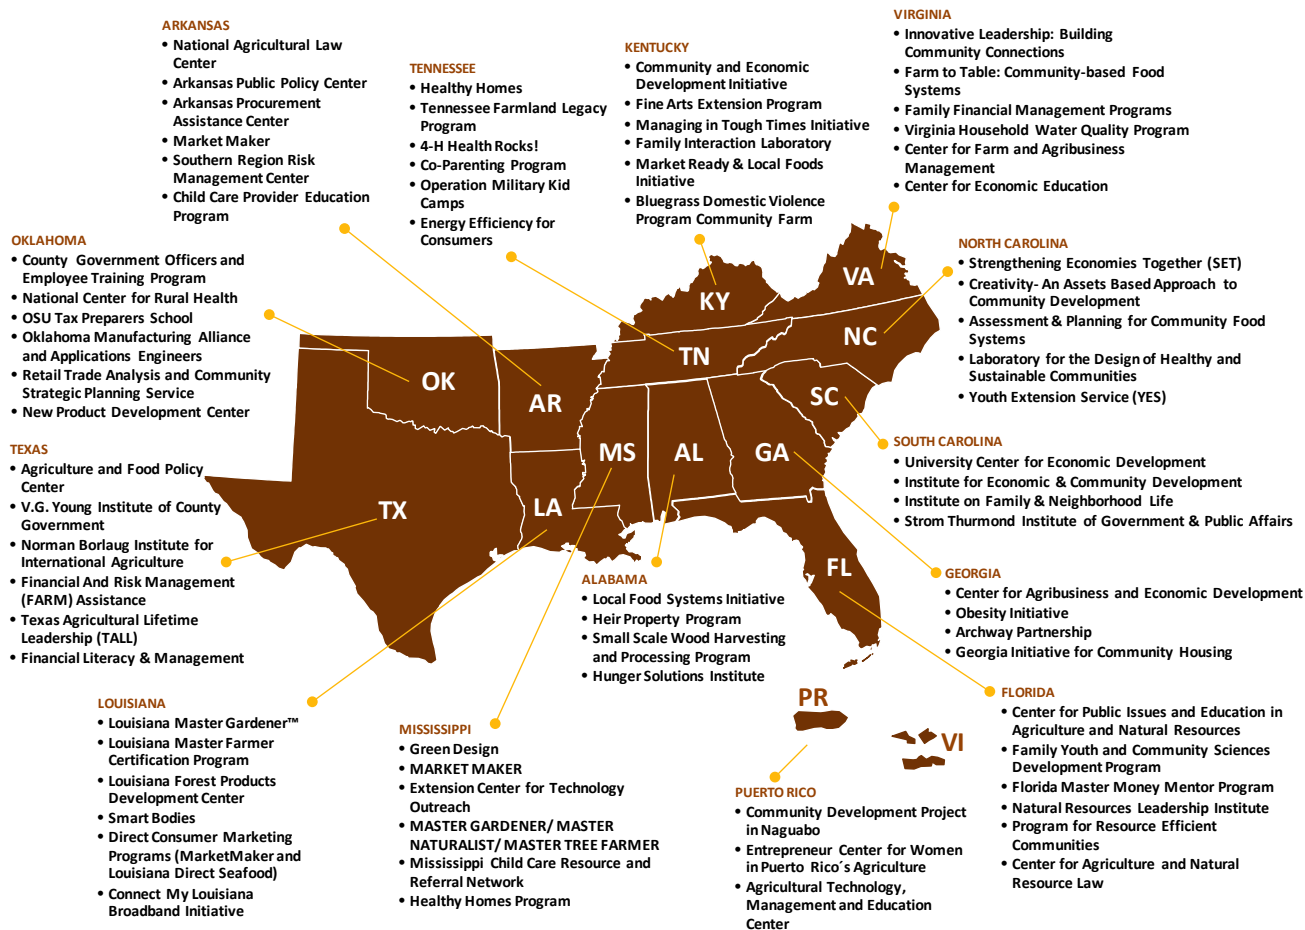 ARKANSAS
• National Agricultural Law
Center
• Arkansas Public Policy Center
• Arkansas Procurement
Assistance Center
• Market Maker
• Southern Region Risk
Management Center
• Child Care Provider Education
Program
TENNESSEE
• Healthy Homes
• Tennessee Farmland Legacy
Program
• 4-H Health Rocks!
• Co-Parenting Program
• Operation Military Kid
Camps
• Energy Efficiency for
Consumers
KENTUCKY
• Community and Economic
Development Initiative
• Fine Arts Extension Program
• Managing in Tough Times Initiative
• Family Interaction Laboratory
• Market Ready & Local Foods
Initiative
• Bluegrass Domestic Violence
Program Community Farm
VIRGINIA
• Innovative Leadership: Building
Community Connections
• Farm to Table: Community-based Food
Systems
• Family Financial Management Programs
• Virginia Household Water Quality Program
• Center for Farm and Agribusiness
Management
• Center for Economic Education
OKLAHOMA
• County Government Officers and
Employee Training Program
• National Center for Rural Health
• OSU Tax Preparers School
• Oklahoma Manufacturing Alliance
and Applications Engineers
• Retail Trade Analysis and Community
Strategic Planning Service
• New Product Development Center
NORTH CAROLINA
• Strengthening Economies Together (SET)
• Creativity- An Assets Based Approach to
Community Development
• Assessment & Planning for Community Food
Systems
• Laboratory for the Design of Healthy and
Sustainable Communities
• Youth Extension Service (YES)
VA
KY
NC
TN
OK
AR
SC
MS
AL
GA
TX
LA
FL
PR
VI
TEXAS
• Agriculture and Food Policy
Center
• V.G. Young Institute of County
Government
• Norman Borlaug Institute for
International Agriculture
• Financial And Risk Management
(FARM) Assistance
• Texas Agricultural Lifetime
Leadership (TALL)
• Financial Literacy & Management
SOUTH CAROLINA
• University Center for Economic Development
• Institute for Economic & Community Development
• Institute on Family & Neighborhood Life
• Strom Thurmond Institute of Government & Public Affairs
ALABAMA
• Local Food Systems Initiative
• Heir Property Program
• Small Scale Wood Harvesting
and Processing Program
• Hunger Solutions Institute
GEORGIA
• Center for Agribusiness and Economic Development
• Obesity Initiative
• Archway Partnership
• Georgia Initiative for Community Housing
LOUISIANA
• Louisiana Master Gardener™
• Louisiana Master Farmer
Certification Program
• Louisiana Forest Products
Development Center
• Smart Bodies
• Direct Consumer Marketing
Programs (MarketMaker and
Louisiana Direct Seafood)
• Connect My Louisiana
Broadband Initiative
MISSISSIPPI
• Green Design
• MARKET MAKER
• Extension Center for Technology
Outreach
• MASTER GARDENER/ MASTER
NATURALIST/ MASTER TREE FARMER
• Mississippi Child Care Resource and
Referral Network
• Healthy Homes Program
PUERTO RICO
• Community Development Project
in Naguabo
• Entrepreneur Center for Women
in Puerto Rico´s Agriculture
• Agricultural Technology,
Management and Education
Center
FLORIDA
• Center for Public Issues and Education in
Agriculture and Natural Resources
• Family Youth and Community Sciences
Development Program
• Florida Master Money Mentor Program
• Natural Resources Leadership Institute
• Program for Resource Efficient
Communities
• Center for Agriculture and Natural
Resource Law